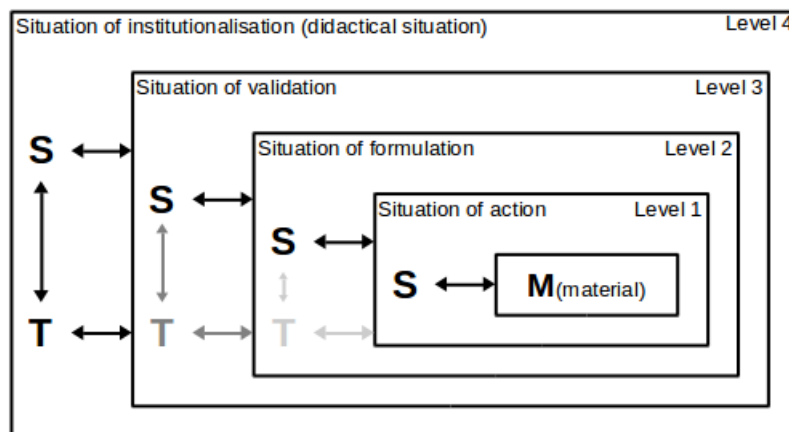 Situation of institutionalisation (didactical situation) Level 4
Situation of validation Level 3
Situation of formulation Level 2
Situation of action Level 1
S
S
S
S
M(material)
T
T
T